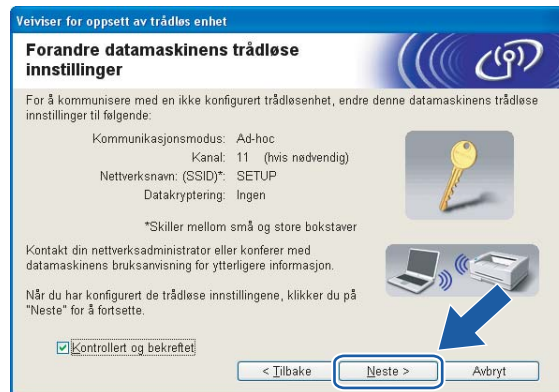 Veiviser for oppsett av trådløs enhet
Forandre datamaskinens trådløse
innstillinger
For å kommunisere med en ikke konfigurert trådløsenhet, endre denne datamaskinens trådløse
innstillinger til følgende:
Kommunikasjonsmodus: Ad-hoc
Kanal: 11 (hvis nødvendig)
Nettverksnavn: (SSID)*: SETUP
Datakryptering: Ingen
*Skiller mellom små og store bokstaver
Kontakt din nettverksadministrator eller konferer med
datamaskinens bruksanvisning for ytterligere informasjon.
Når du har konfigurert de trådløse innstillingene, klikker du på
"Neste" for å fortsette.
Kontrollert og bekreftet
< Tilbake Neste > Avbryt